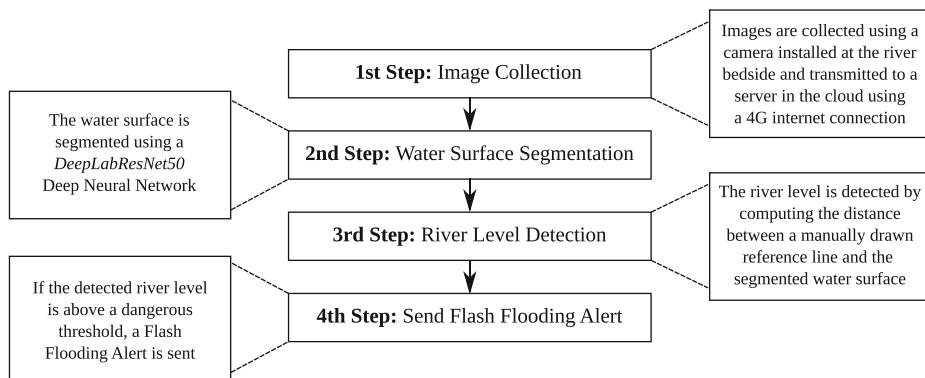 1st Step: Image Collection
Images are collected using a
camera installed at the river
bedside and transmitted to a
server in the cloud using
a 4G internet connection
2nd Step: Water Surface Segmentation
The water surface is
segmented using a
DeepLabResNet50
Deep Neural Network
3rd Step: River Level Detection
The river level is detected by
computing the distance
between a manually drawn
reference line and the
segmented water surface
4th Step: Send Flash Flooding Alert
If the detected river level
is above a dangerous
threshold, a Flash
Flooding Alert is sent